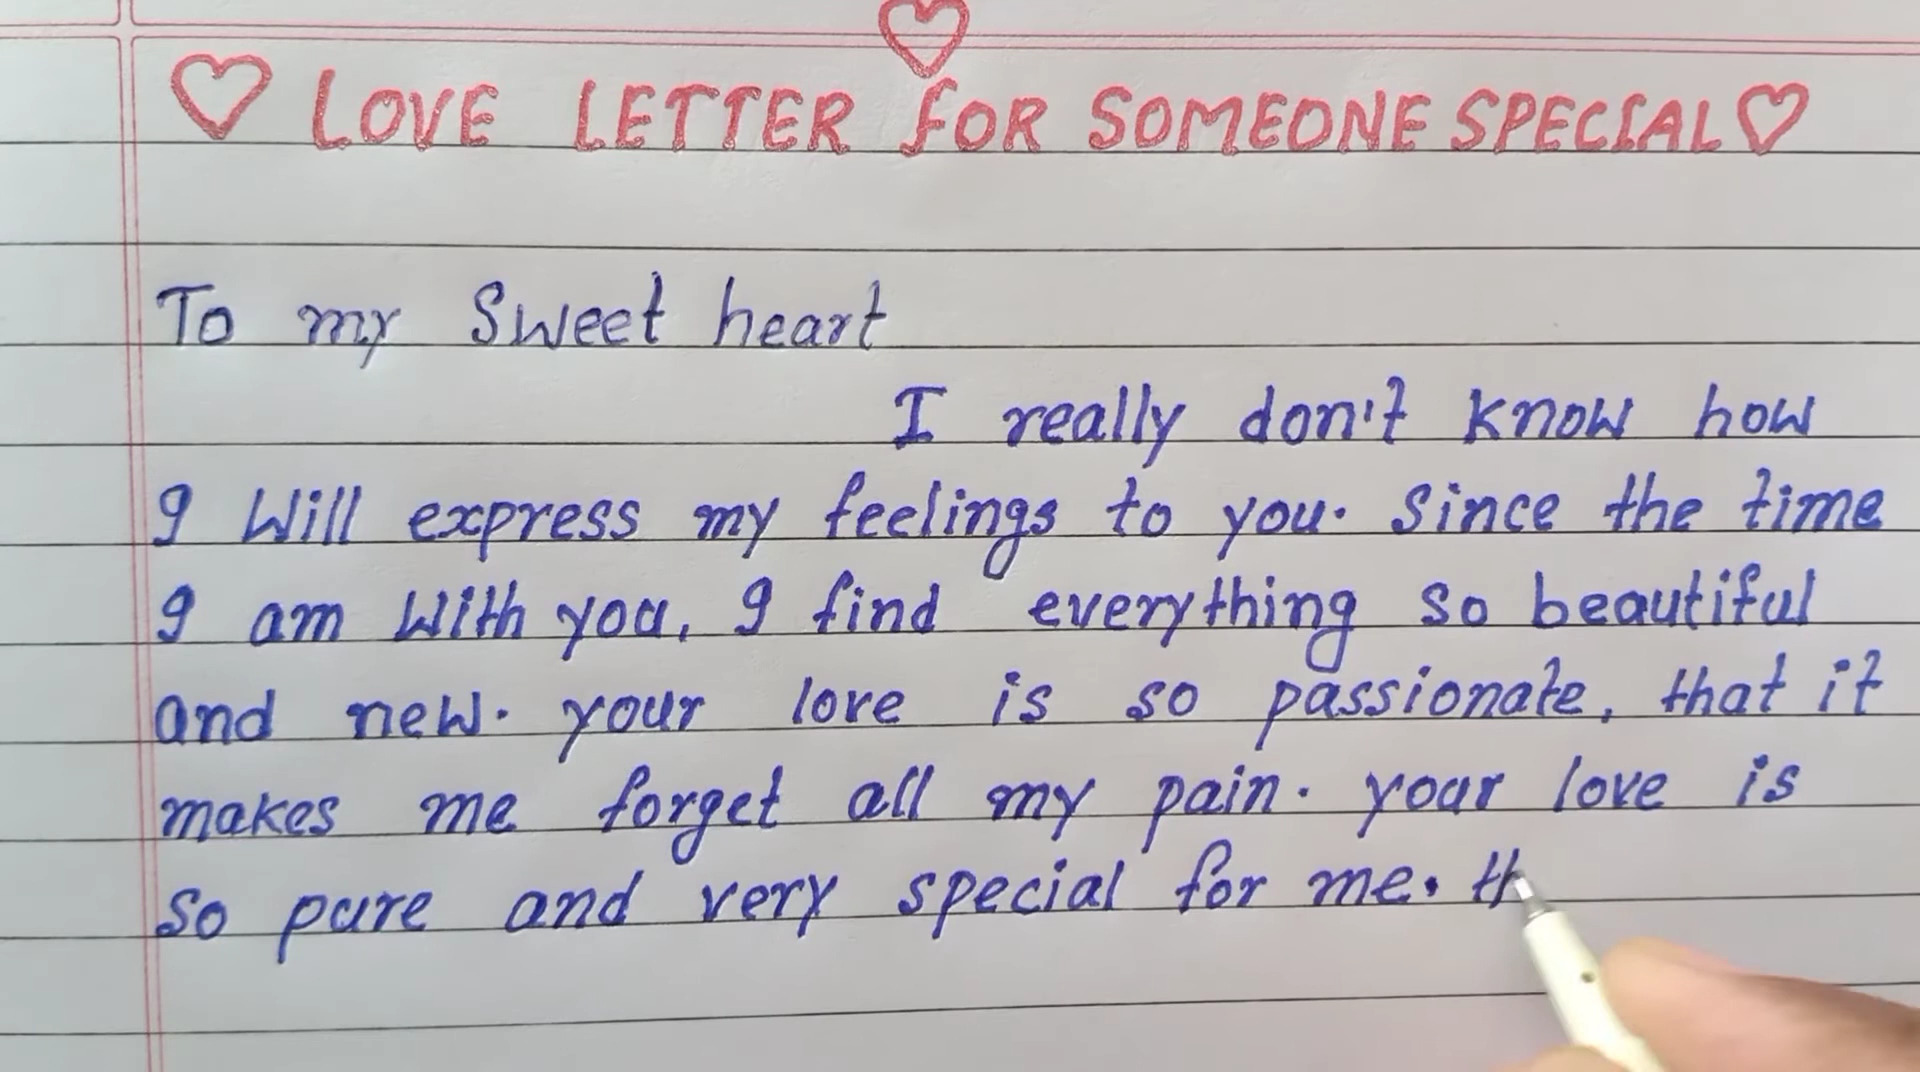 LOVE LETTER FOR SOMEONE SPECIAL
To my Sweet heart
I really don't know how
I will express my feelings to you. Since the time
I am with you, I find everything so beautiful
and new. your love is so passionate, that it
makes me forget all my pain. your love is
so pure and very special for me. th